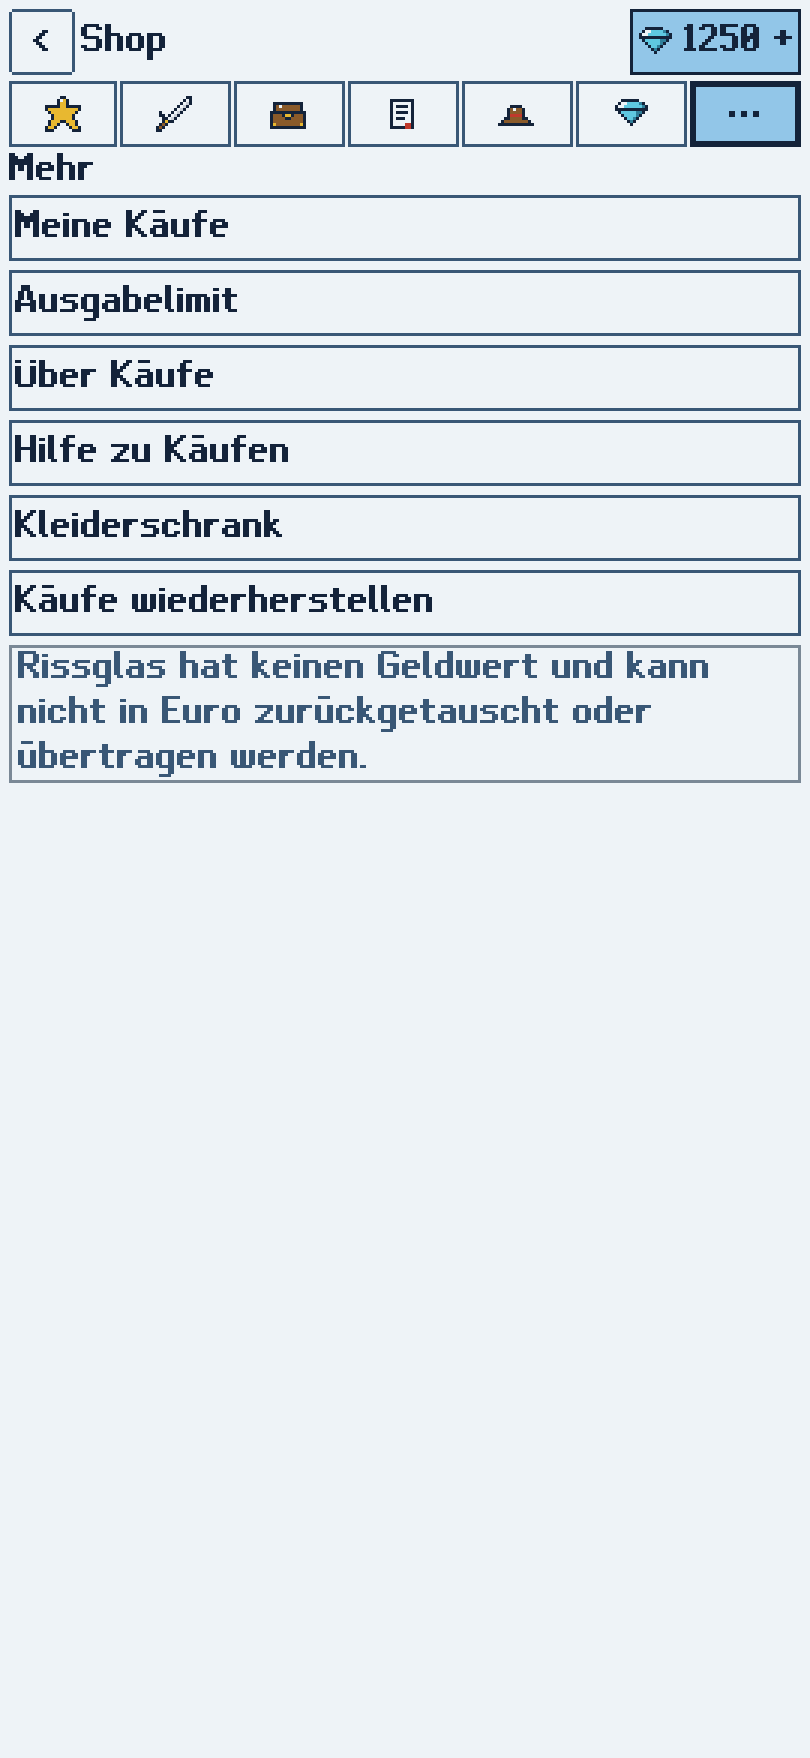 < Shop 1250 +
...
Mehr
Meine Käufe
Ausgabelimit
Über Käufe
Hilfe zu Käufen
Kleiderschrank
Käufe wiederherstellen
Rissglas hat keinen Geldwert und kann
nicht in Euro zurückgetauscht oder
übertragen werden.